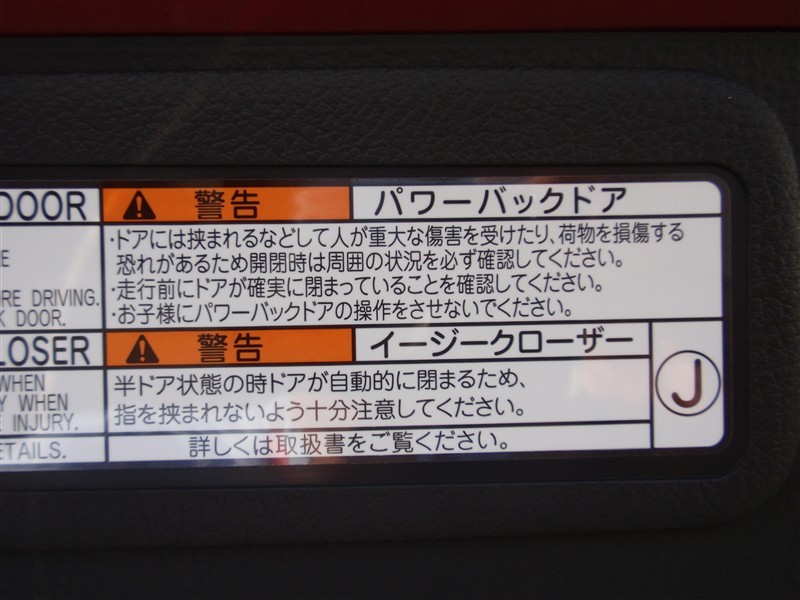 DOOR
E
RE DRIVING.
K DOOR.
LOSER
WHEN
Y WHEN
E INJURY.
ETAILS.
警告 パワーバックドア
・ドアには挟まれるなどして人が重大な傷害を受けたり、荷物を損傷する
恐れがあるため開閉時は周囲の状況を必ず確認してください。
・走行前にドアが確実に閉まっていることを確認してください。
・お子様にパワーバックドアの操作をさせないでください。
警告 イージークローザー
半ドア状態の時ドアが自動的に閉まるため、
指を挟まれないよう十分注意してください。
詳しくは取扱書をご覧ください。
J